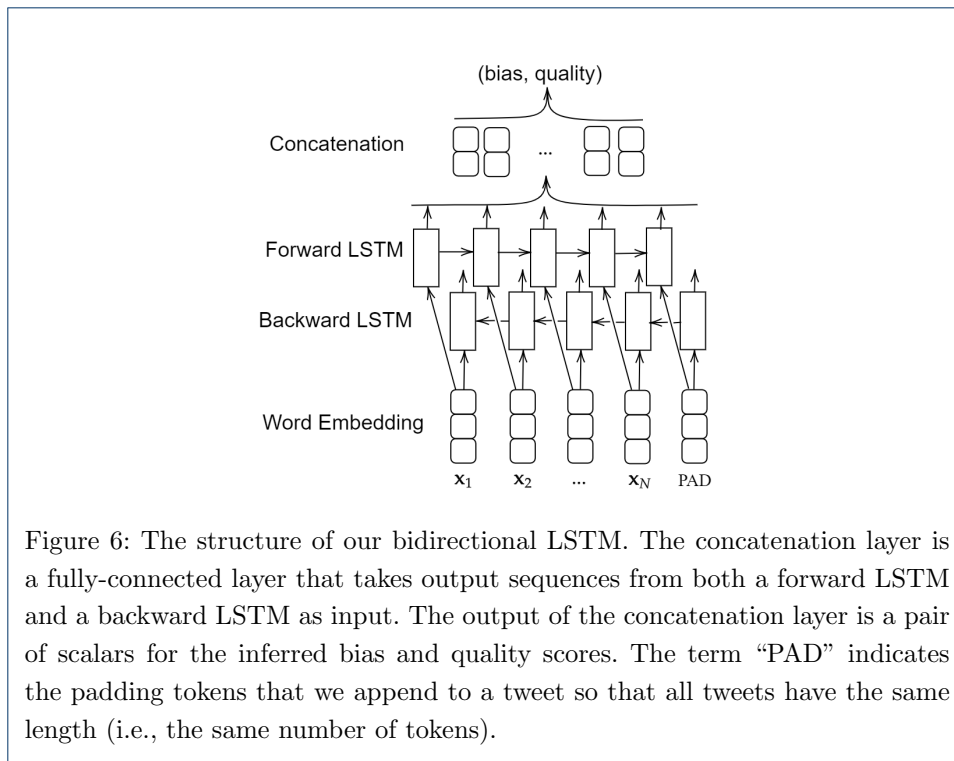 (bias, quality)
Concatenation
...
Forward LSTM
Backward LSTM
Word Embedding
x₁ x₂ ... x_N PAD
Figure 6: The structure of our bidirectional LSTM. The concatenation layer is
a fully-connected layer that takes output sequences from both a forward LSTM
and a backward LSTM as input. The output of the concatenation layer is a pair
of scalars for the inferred bias and quality scores. The term “PAD” indicates
the padding tokens that we append to a tweet so that all tweets have the same
length (i.e., the same number of tokens).